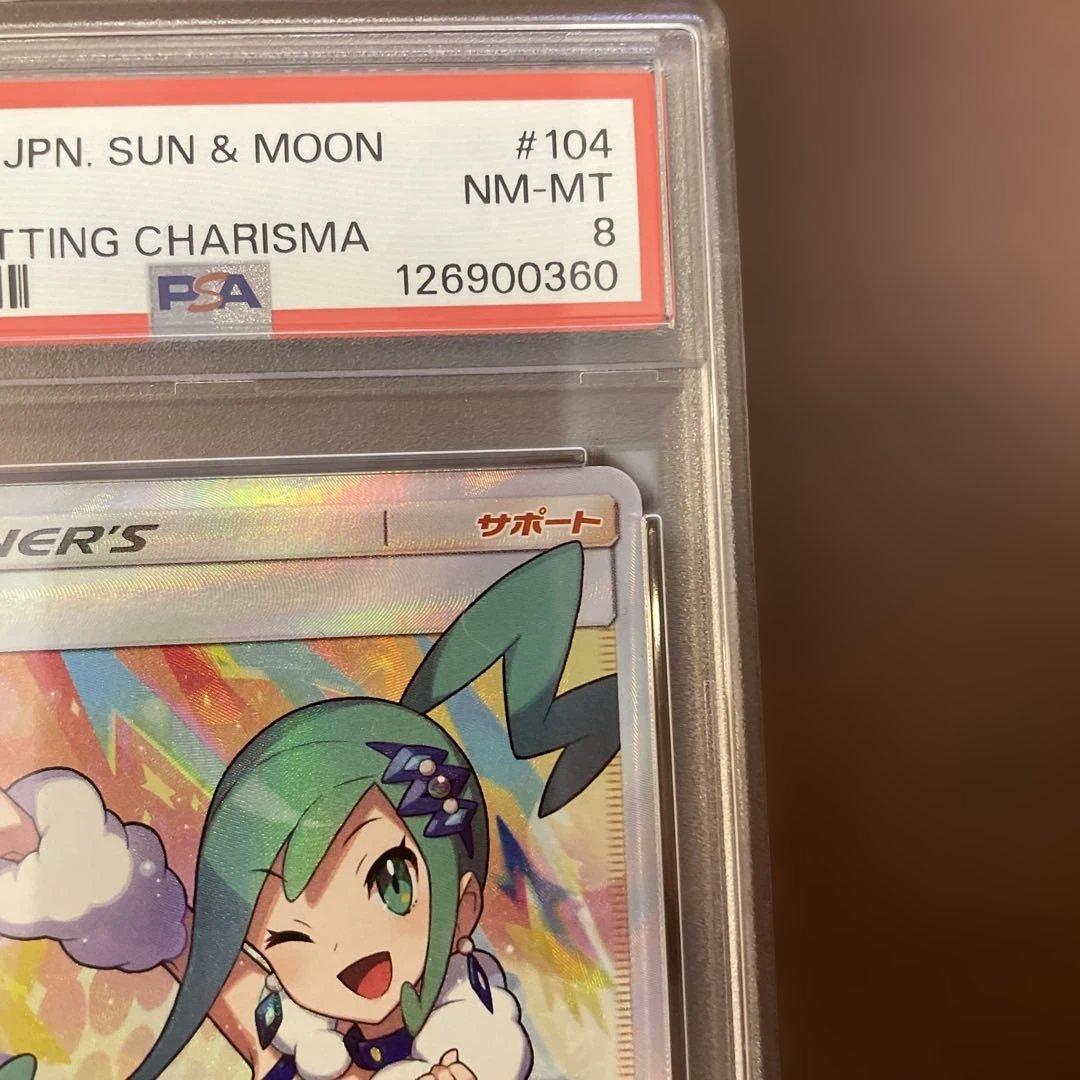 JPN. SUN & MOON #104
NM-MT
TTING CHARISMA 8
PSA 126900360
NER'S サポート